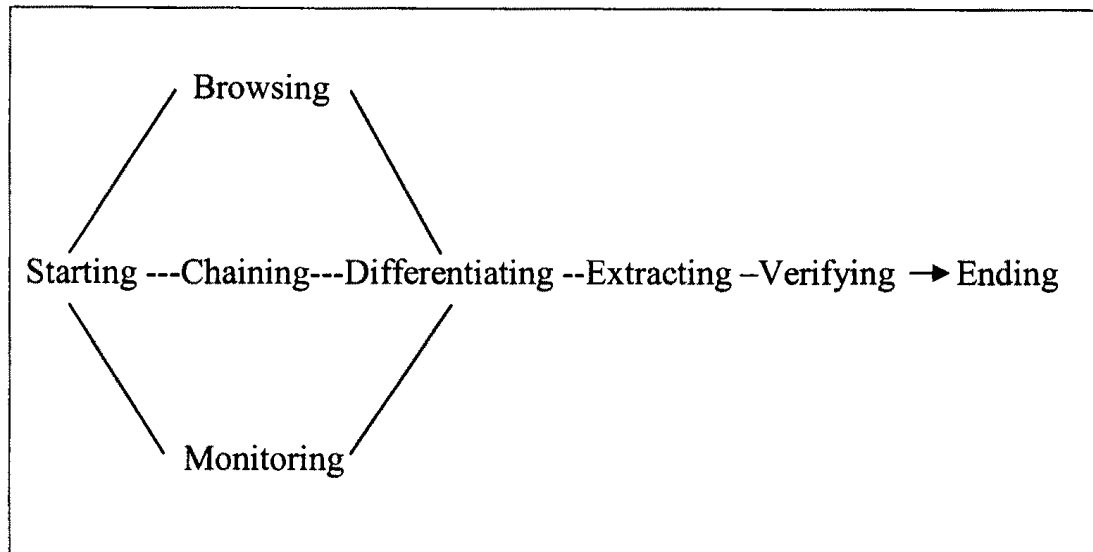 Browsing
Starting ---Chaining---Differentiating --Extracting –Verifying → Ending
Monitoring